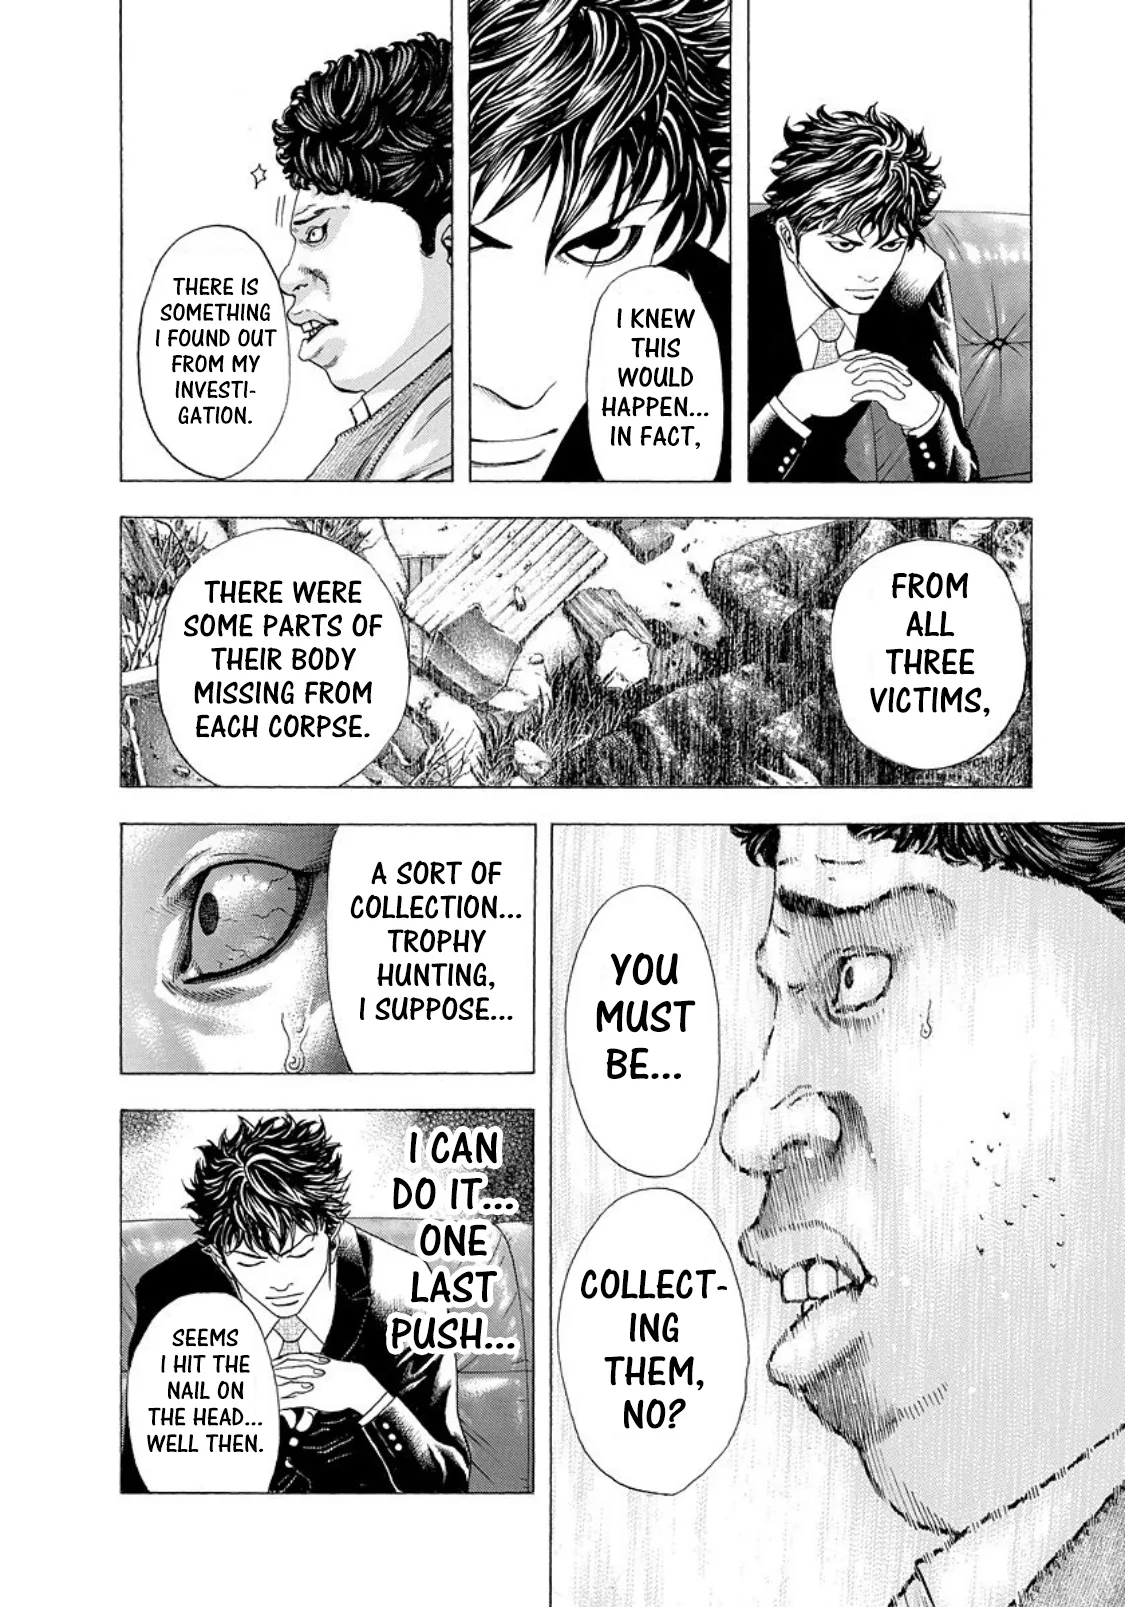 I KNEW
THIS
WOULD
HAPPEN...
IN FACT,
THERE IS
SOMETHING
I FOUND OUT
FROM MY
INVESTI-
GATION.
FROM
ALL
THREE
VICTIMS,
THERE WERE
SOME PARTS OF
THEIR BODY
MISSING FROM
EACH CORPSE.
YOU
MUST
BE...
COLLECT-
ING
THEM,
NO?
A SORT OF
COLLECTION...
TROPHY
HUNTING,
I SUPPOSE...
I CAN
DO IT...
ONE
LAST
PUSH...
SEEMS
I HIT THE
NAIL ON
THE HEAD...
WELL THEN.